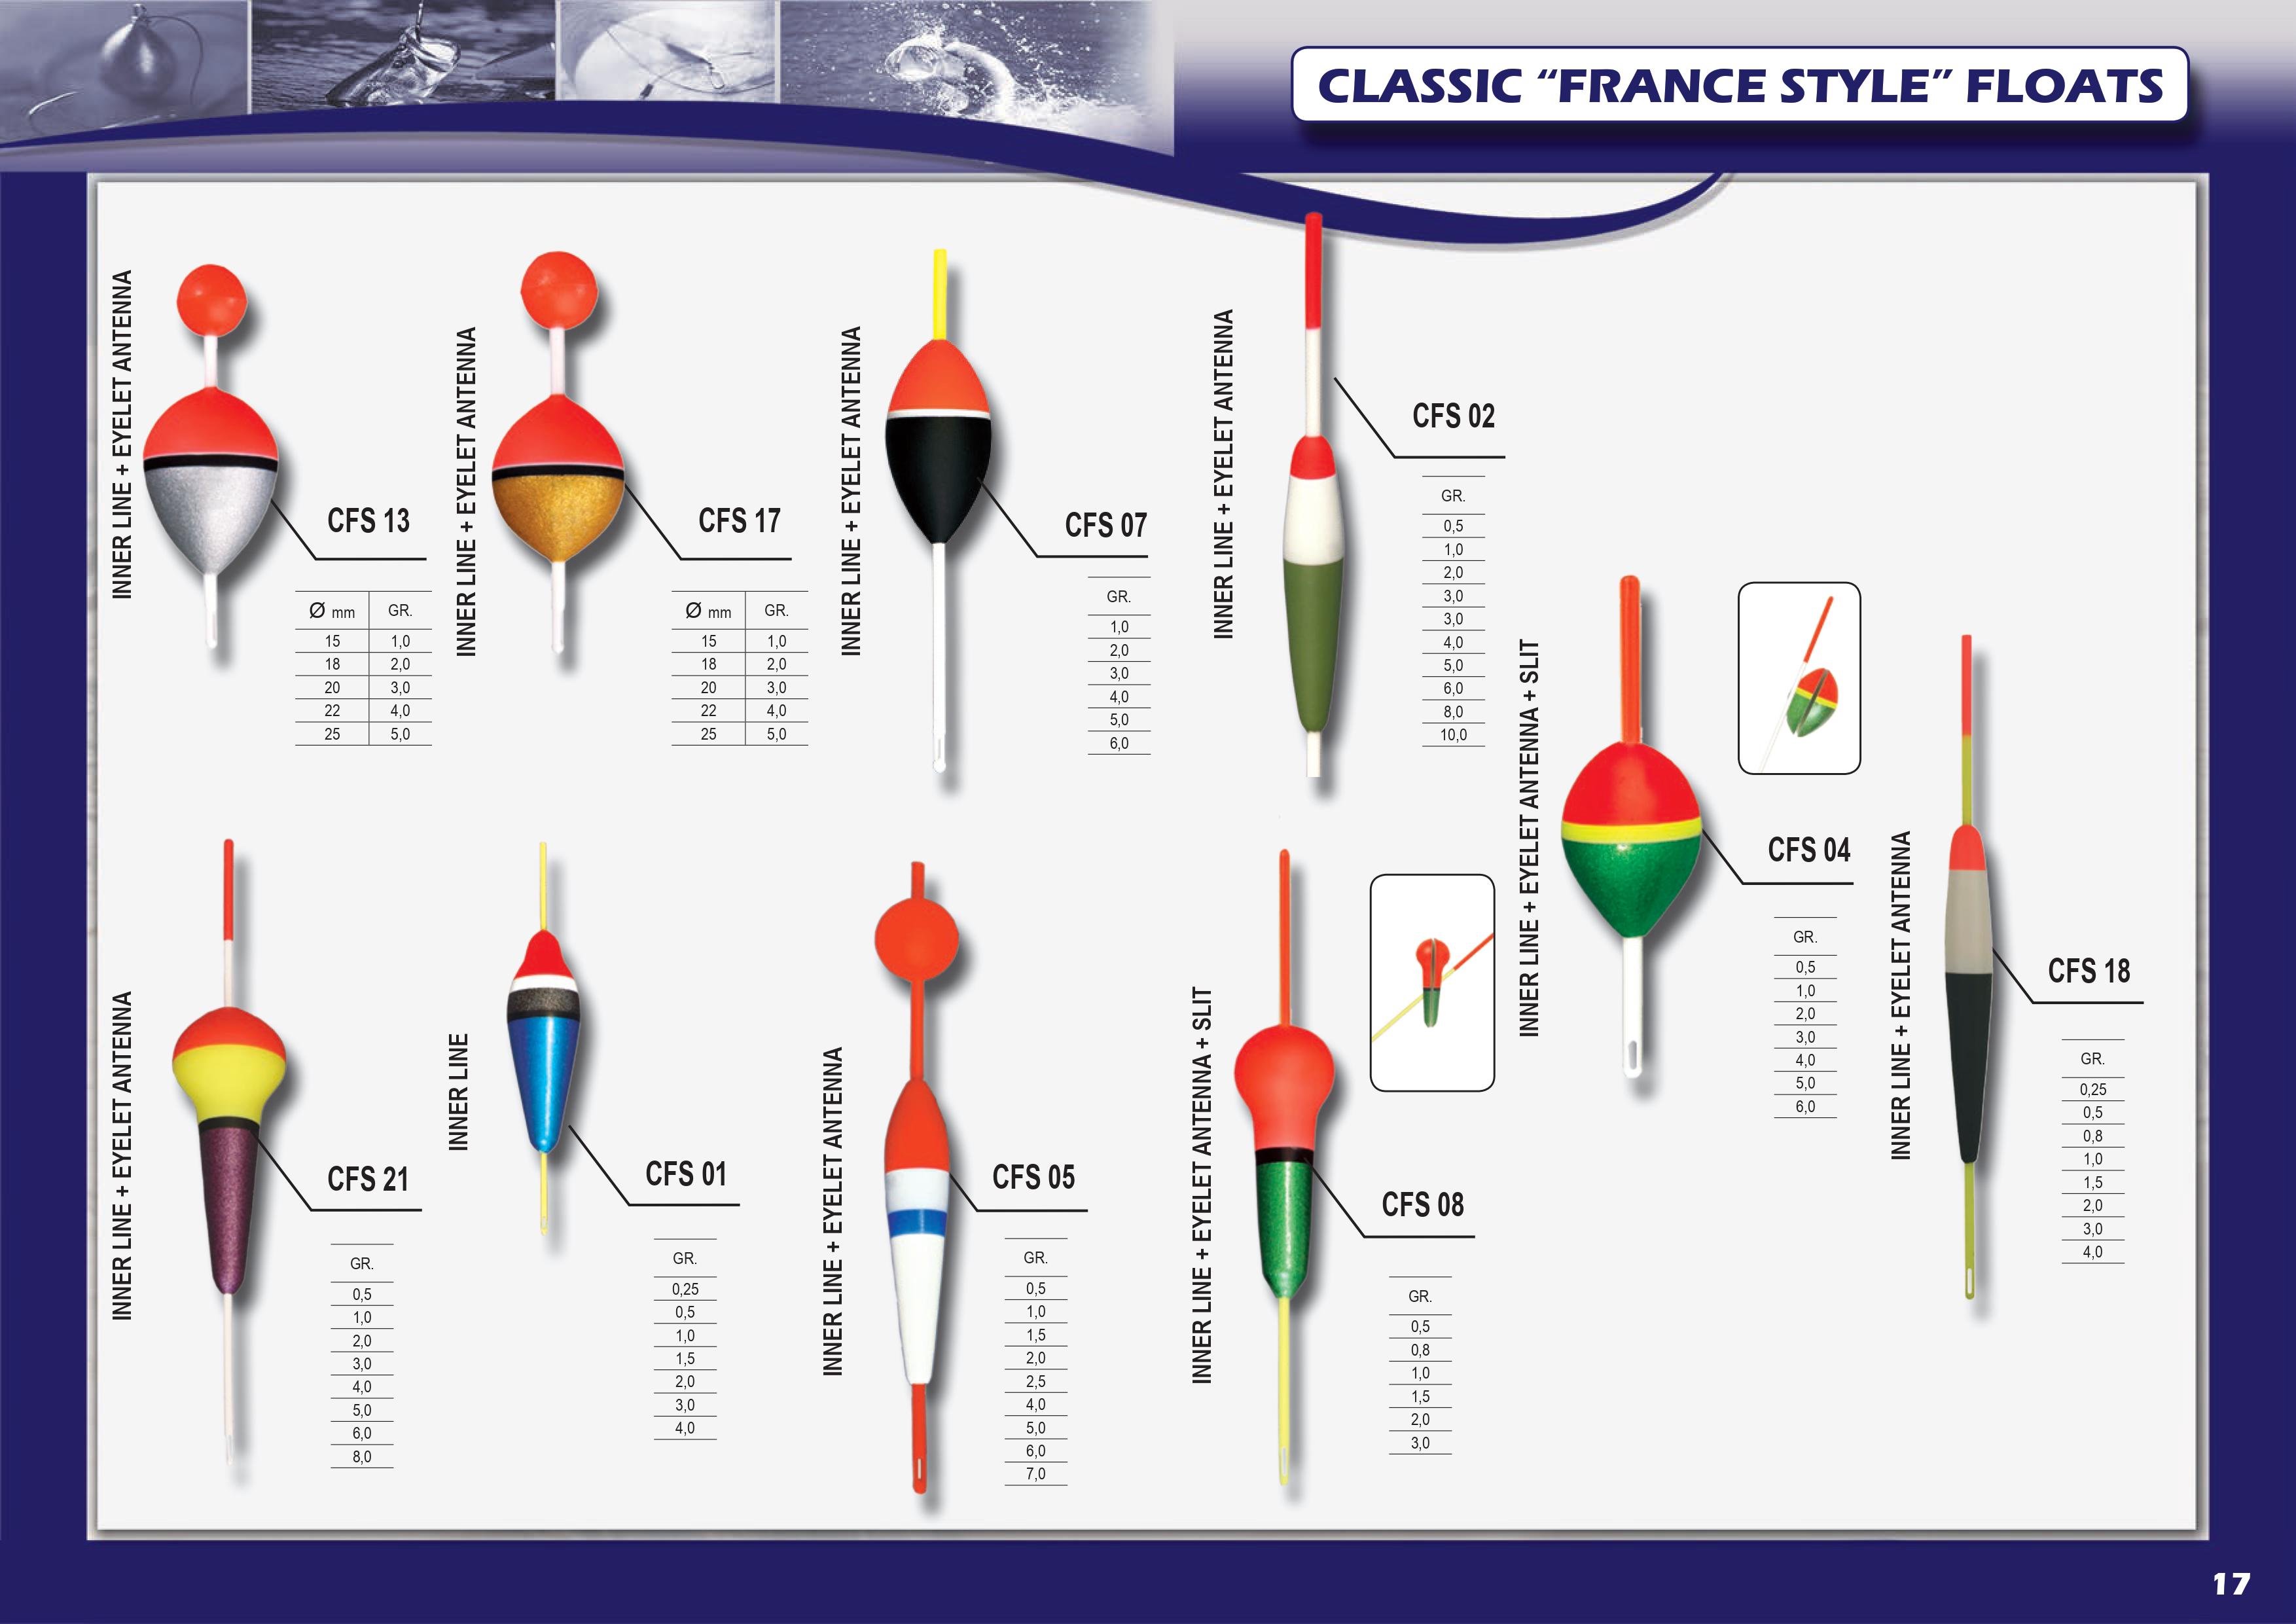 CLASSIC “FRANCE STYLE” FLOATS
INNER LINE + EYELET ANTENNA
CFS 13
Ø mm GR.
15 1,0
18 2,0
20 3,0
22 4,0
25 5,0
INNER LINE + EYELET ANTENNA
CFS 17
Ø mm GR.
15 1,0
18 2,0
20 3,0
22 4,0
25 5,0
INNER LINE + EYELET ANTENNA
CFS 07
GR.
1,0
2,0
3,0
4,0
5,0
6,0
INNER LINE + EYELET ANTENNA
CFS 02
GR.
0,5
1,0
2,0
3,0
3,0
4,0
5,0
6,0
8,0
10,0
INNER LINE + EYELET ANTENNA + SLIT
CFS 04
GR.
0,5
1,0
2,0
3,0
4,0
5,0
6,0
INNER LINE + EYELET ANTENNA
CFS 18
GR.
0,25
0,5
0,8
1,0
1,5
2,0
3,0
4,0
INNER LINE + EYELET ANTENNA
CFS 21
GR.
0,5
1,0
2,0
3,0
4,0
5,0
6,0
8,0
INNER LINE
CFS 01
GR.
0,25
0,5
1,0
1,5
2,0
3,0
4,0
INNER LINE + EYELET ANTENNA
CFS 05
GR.
0,5
1,0
1,5
2,0
2,5
4,0
5,0
6,0
7,0
INNER LINE + EYELET ANTENNA + SLIT
CFS 08
GR.
0,5
0,8
1,0
1,5
2,0
3,0
17